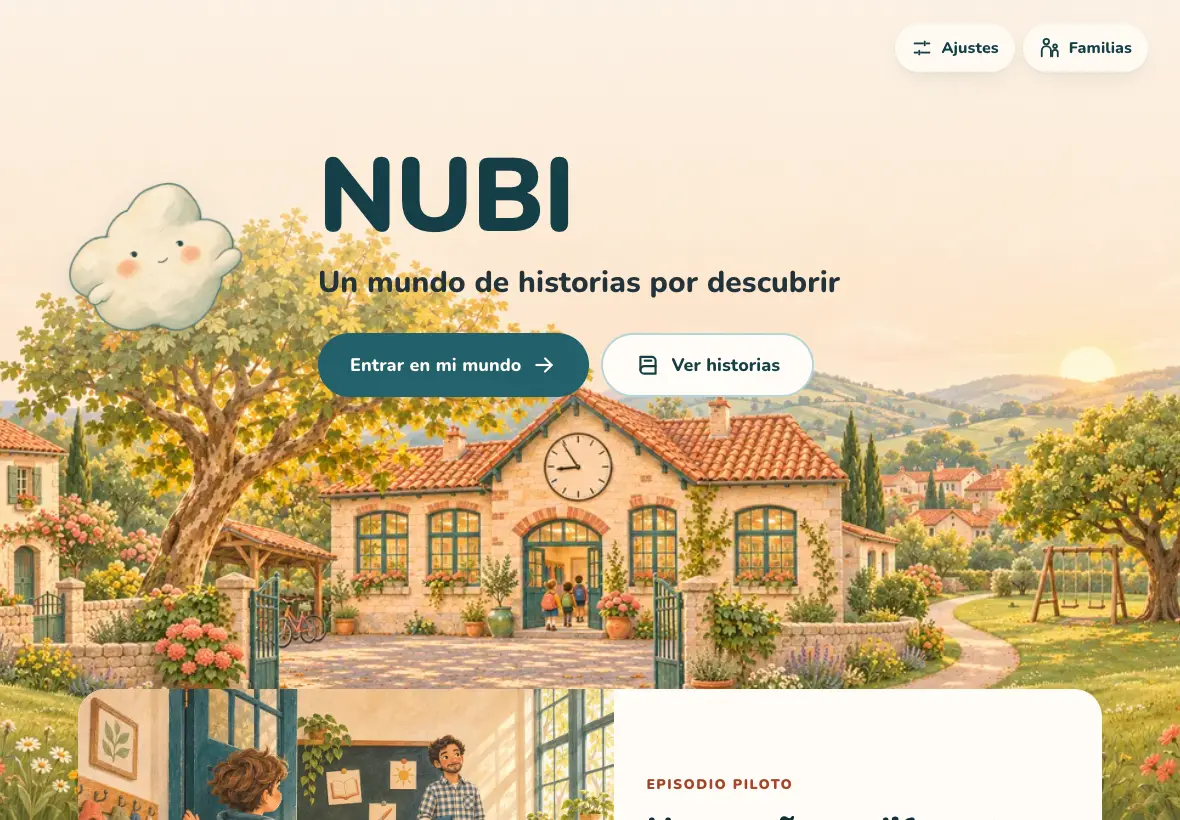 Ajustes
Familias
NUBI
Un mundo de historias por descubrir
Entrar en mi mundo
Ver historias
EPISODIO PILOTO